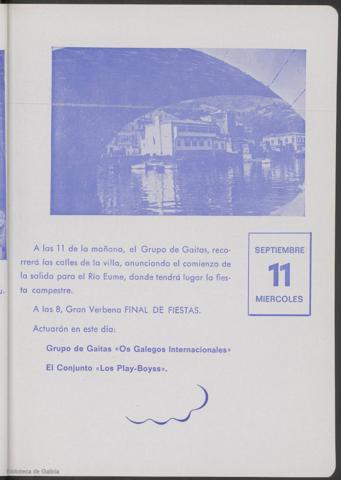 A las 11 de la mañana, el Grupo de Gaitas, reco-
rrerá las calles de la villa, anunciando el comienzo de
la salida para el Río Eume, donde tendrá lugar la fies-
ta campestre.
A las 8, Gran Verbena FINAL DE FIESTAS.
Actuarán en este día:
Grupo de Gaitas «Os Galegos Internacionales»
El Conjunto «Los Play-Boyss».
SEPTIEMBRE
11
MIERCOLES
Biblioteca de Galicia